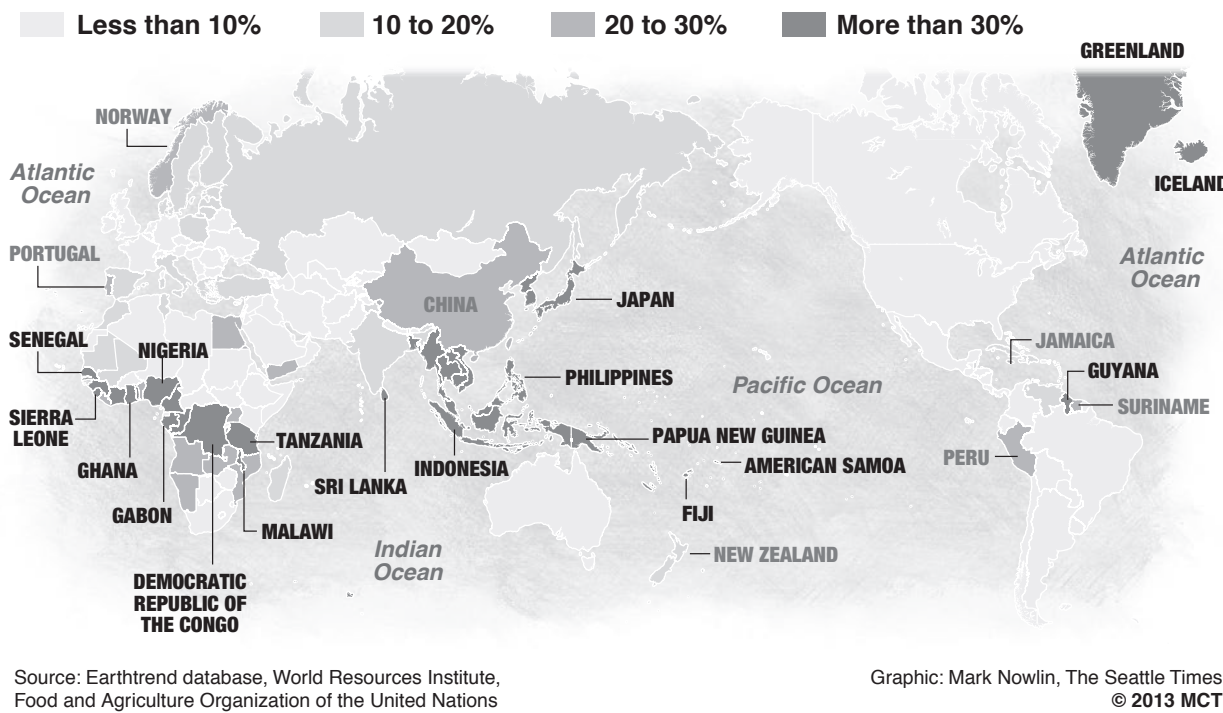 Less than 10%
10 to 20%
20 to 30%
More than 30%
GREENLAND
NORWAY
Atlantic
Ocean
ICELAND
PORTUGAL
Atlantic
Ocean
CHINA
JAPAN
SENEGAL
NIGERIA
JAMAICA
GUYANA
PHILIPPINES
Pacific Ocean
SURINAME
SIERRA
LEONE
TANZANIA
PAPUA NEW GUINEA
GHANA
INDONESIA
AMERICAN SAMOA
PERU
SRI LANKA
GABON
FIJI
MALAWI
Indian
Ocean
NEW ZEALAND
DEMOCRATIC
REPUBLIC OF
THE CONGO
Source: Earthtrend database, World Resources Institute,
Food and Agriculture Organization of the United Nations
Graphic: Mark Nowlin, The Seattle Times
© 2013 MCT